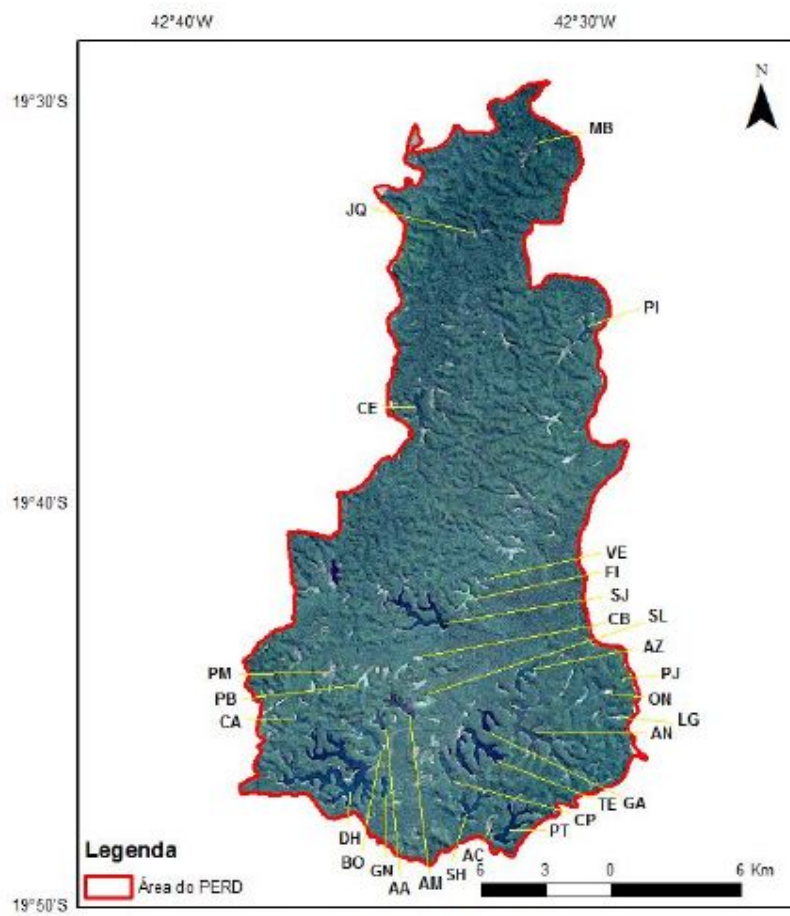 42°40'W
42°30'W
19°30'S
N
MB
JQ
PI
CE
19°40'S
VE
FI
SJ
CB
SL
AZ
PM
PJ
PB
ON
CA
LG
AN
TE
GA
CP
DH
PT
BO
AC
GN
SH
AA
AM
Legenda
Área do PERD
6
3
0
6 Km
19°50'S